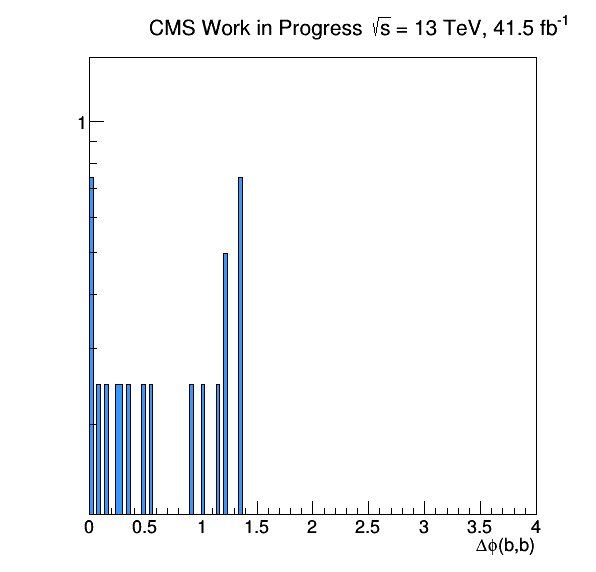 CMS Work in Progress √s = 13 TeV, 41.5 fb⁻¹
1
0 0.5 1 1.5 2 2.5 3 3.5 4
Δϕ(b,b)